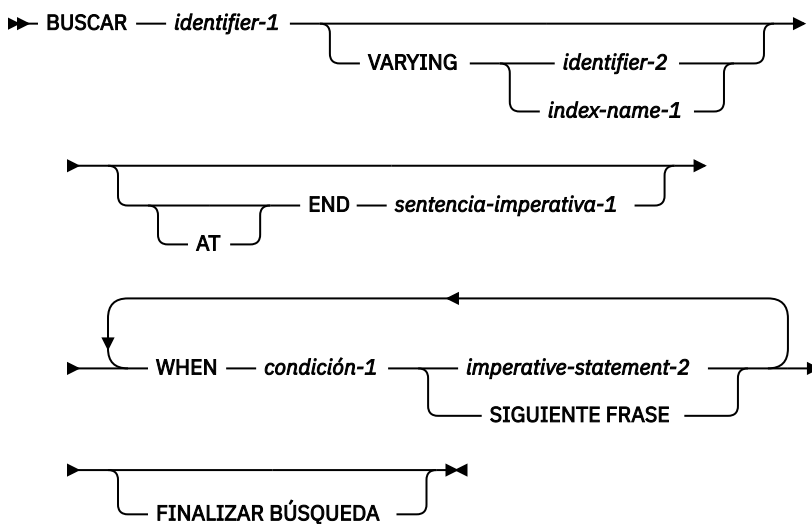 BUSCAR identifier-1
VARYING identifier-2
index-name-1
END sentencia-imperativa-1
AT
WHEN condición-1 imperative-statement-2
SIGUIENTE FRASE
FINALIZAR BÚSQUEDA